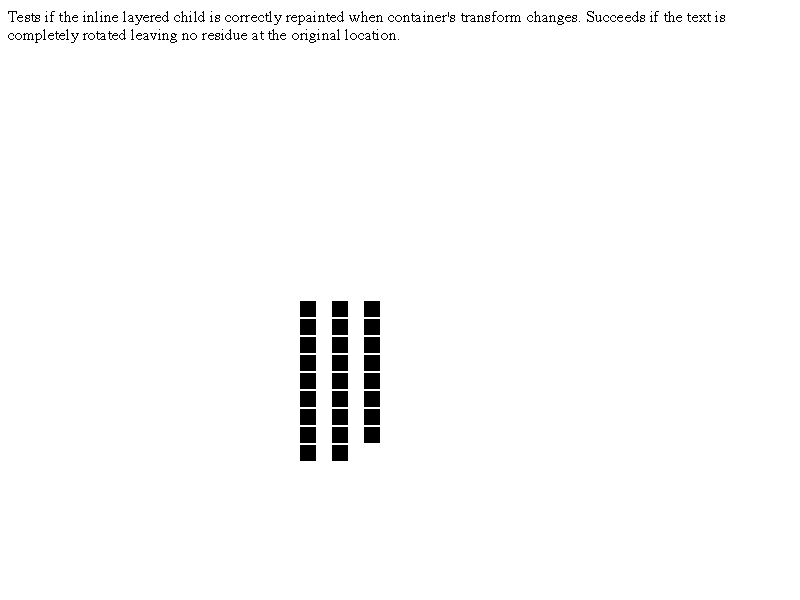 Tests if the inline layered child is correctly repainted when container's transform changes. Succeeds if the text is
completely rotated leaving no residue at the original location.